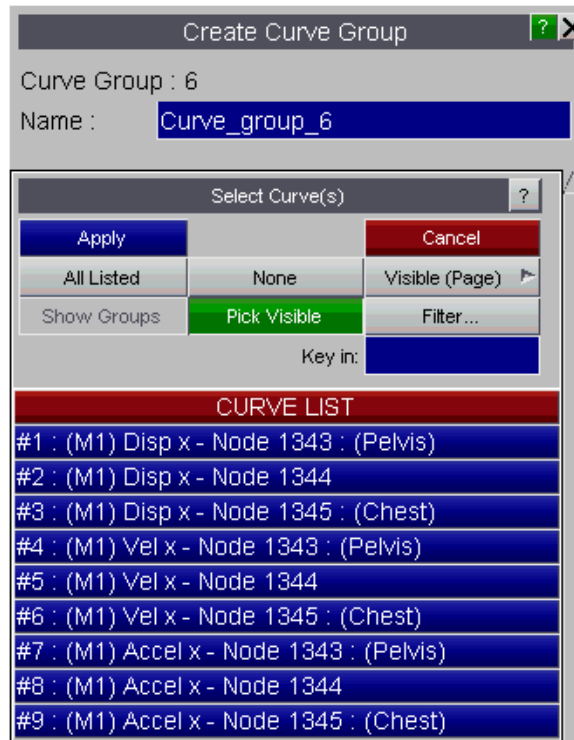 Create Curve Group ? X
Curve Group : 6
Name : Curve_group_6
Select Curve(s) ?
Apply Cancel
All Listed None Visible (Page)
Show Groups Pick Visible Filter...
Key in:
CURVE LIST
#1 : (M1) Disp x - Node 1343 : (Pelvis)
#2 : (M1) Disp x - Node 1344
#3 : (M1) Disp x - Node 1345 : (Chest)
#4 : (M1) Vel x - Node 1343 : (Pelvis)
#5 : (M1) Vel x - Node 1344
#6 : (M1) Vel x - Node 1345 : (Chest)
#7 : (M1) Accel x - Node 1343 : (Pelvis)
#8 : (M1) Accel x - Node 1344
#9 : (M1) Accel x - Node 1345 : (Chest)